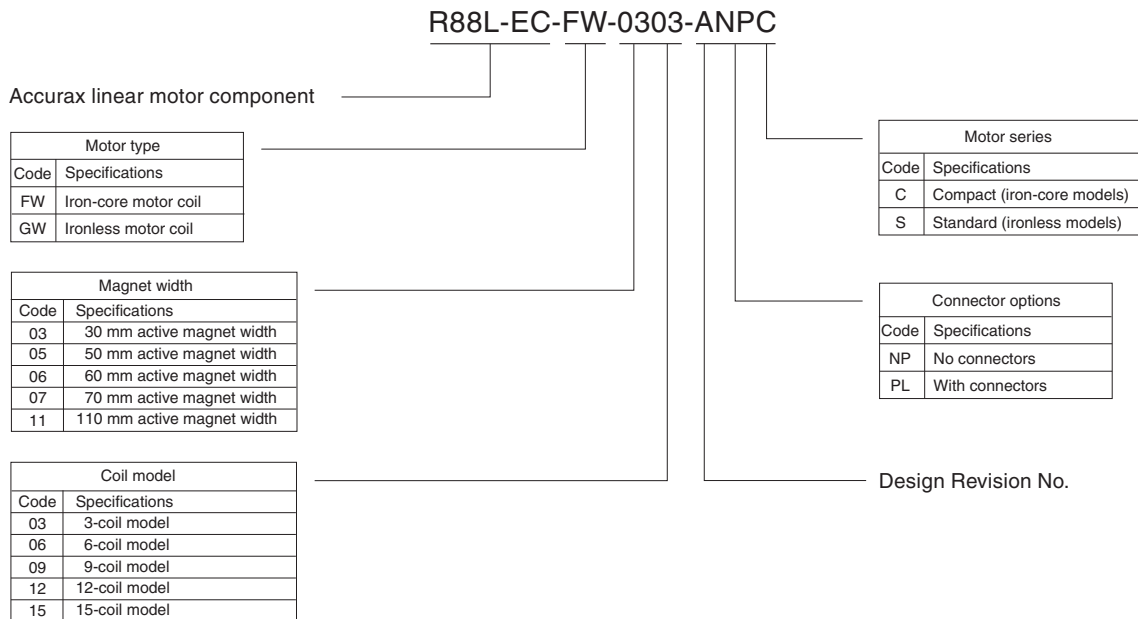 R88L-EC-FW-0303-ANPC
Accurax linear motor component
Motor type
Code Specifications
FW Iron-core motor coil
GW Ironless motor coil
Magnet width
Code Specifications
03 30 mm active magnet width
05 50 mm active magnet width
06 60 mm active magnet width
07 70 mm active magnet width
11 110 mm active magnet width
Coil model
Code Specifications
03 3-coil model
06 6-coil model
09 9-coil model
12 12-coil model
15 15-coil model
Motor series
Code Specifications
C Compact (iron-core models)
S Standard (ironless models)
Connector options
Code Specifications
NP No connectors
PL With connectors
Design Revision No.